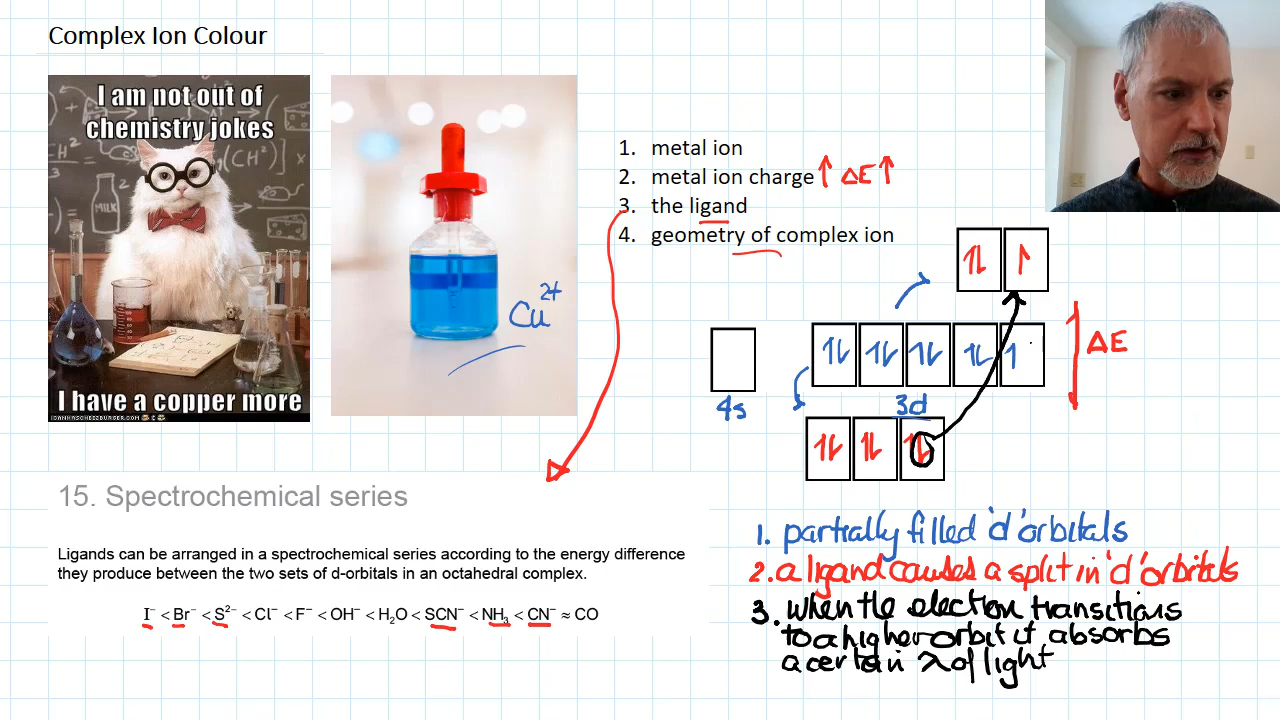 Complex Ion Colour
I am not out of
chemistry jokes
MILK
I have a copper more
ICANHASCHEEZBURGER.COM
Cu2+
1. metal ion
2. metal ion charge ↑ ΔE ↑
3. the ligand
4. geometry of complex ion
4s
3d
ΔE
15. Spectrochemical series
Ligands can be arranged in a spectrochemical series according to the energy difference
they produce between the two sets of d-orbitals in an octahedral complex.
I⁻ < Br⁻ < S²⁻ < Cl⁻ < F⁻ < OH⁻ < H₂O < SCN⁻ < NH₃ < CN⁻ ≈ CO
1. partially filled 'd' orbitals
2. a ligand causes a split in 'd' orbitals
3. when the electron transitions
to a higher orbit it absorbs
a certain λ of light